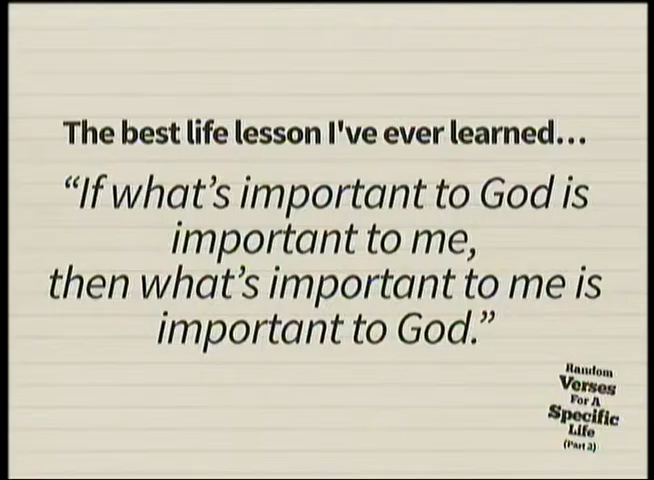 The best life lesson I've ever learned...
“If what’s important to God is
important to me,
then what’s important to me is
important to God.”
Random
Verses
For A
Specific
Life
(Part 2)